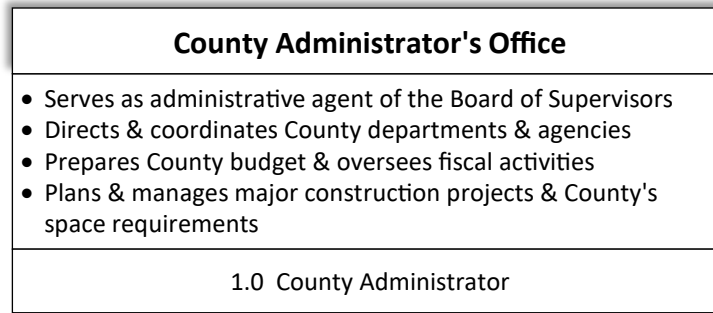 County Administrator's Office
• Serves as administrative agent of the Board of Supervisors
• Directs & coordinates County departments & agencies
• Prepares County budget & oversees fiscal activities
• Plans & manages major construction projects & County's
space requirements
1.0 County Administrator